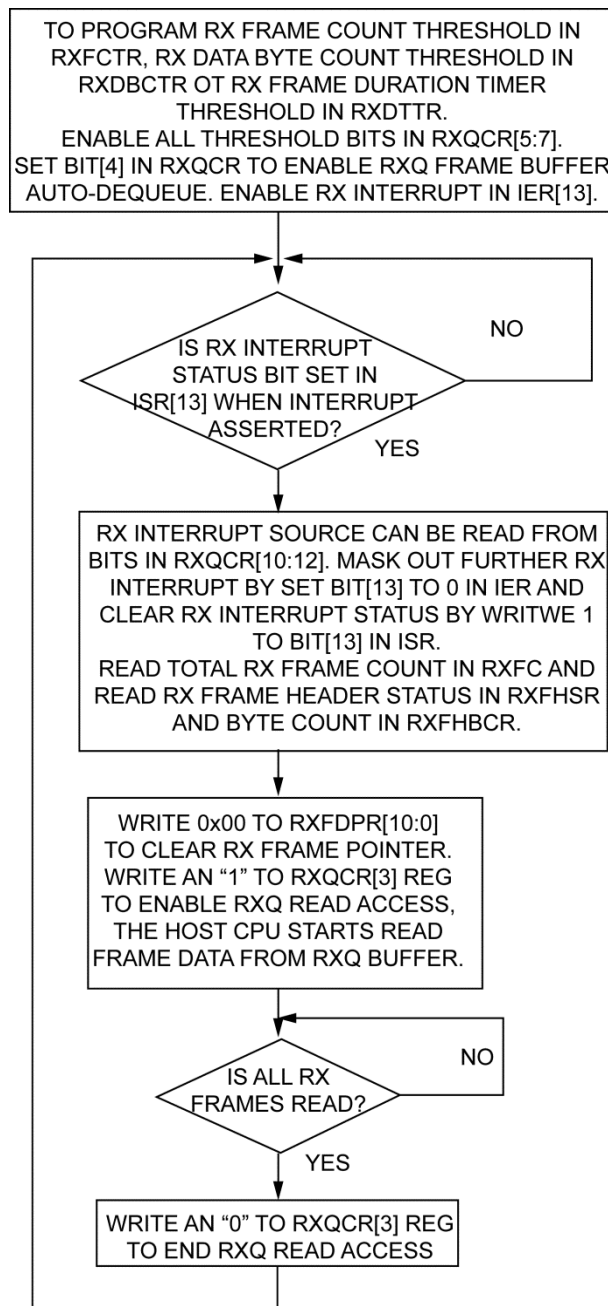 TO PROGRAM RX FRAME COUNT THRESHOLD IN
RXFCTR, RX DATA BYTE COUNT THRESHOLD IN
RXDBCTR OT RX FRAME DURATION TIMER
THRESHOLD IN RXDTTR.
ENABLE ALL THRESHOLD BITS IN RXQCR[5:7].
SET BIT[4] IN RXQCR TO ENABLE RXQ FRAME BUFFER
AUTO-DEQUEUE. ENABLE RX INTERRUPT IN IER[13].
NO
IS RX INTERRUPT
STATUS BIT SET IN
ISR[13] WHEN INTERRUPT
ASSERTED?
YES
RX INTERRUPT SOURCE CAN BE READ FROM
BITS IN RXQCR[10:12]. MASK OUT FURTHER RX
INTERRUPT BY SET BIT[13] TO 0 IN IER AND
CLEAR RX INTERRUPT STATUS BY WRITWE 1
TO BIT[13] IN ISR.
READ TOTAL RX FRAME COUNT IN RXFC AND
READ RX FRAME HEADER STATUS IN RXFHSR
AND BYTE COUNT IN RXFHBCR.
WRITE 0x00 TO RXFDPR[10:0]
TO CLEAR RX FRAME POINTER.
WRITE AN “1” TO RXQCR[3] REG
TO ENABLE RXQ READ ACCESS,
THE HOST CPU STARTS READ
FRAME DATA FROM RXQ BUFFER.
NO
IS ALL RX
FRAMES READ?
YES
WRITE AN “0” TO RXQCR[3] REG
TO END RXQ READ ACCESS